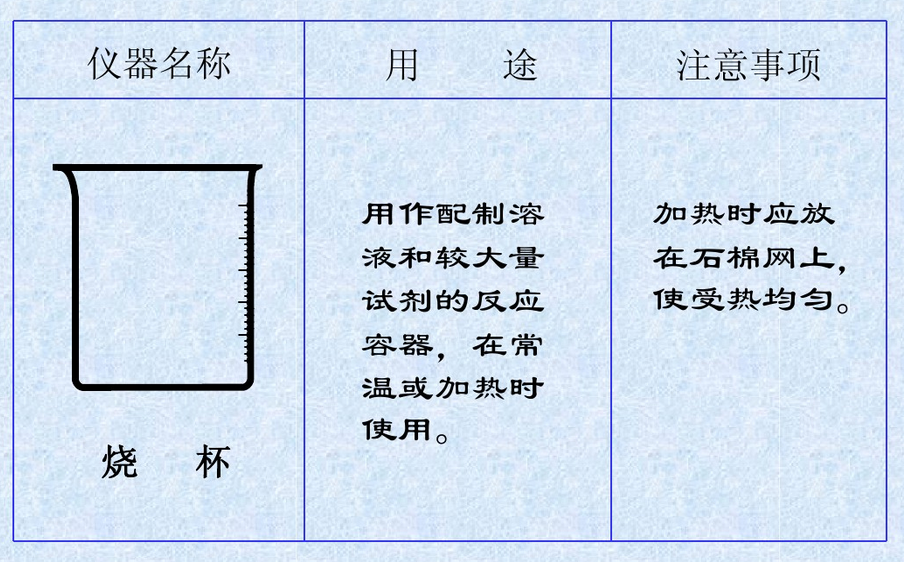 仪器名称
用 途
注意事项
烧 杯
用作配制溶
液和较大量
试剂的反应
容器，在常
温或加热时
使用。
加热时应放
在石棉网上，
使受热均匀。